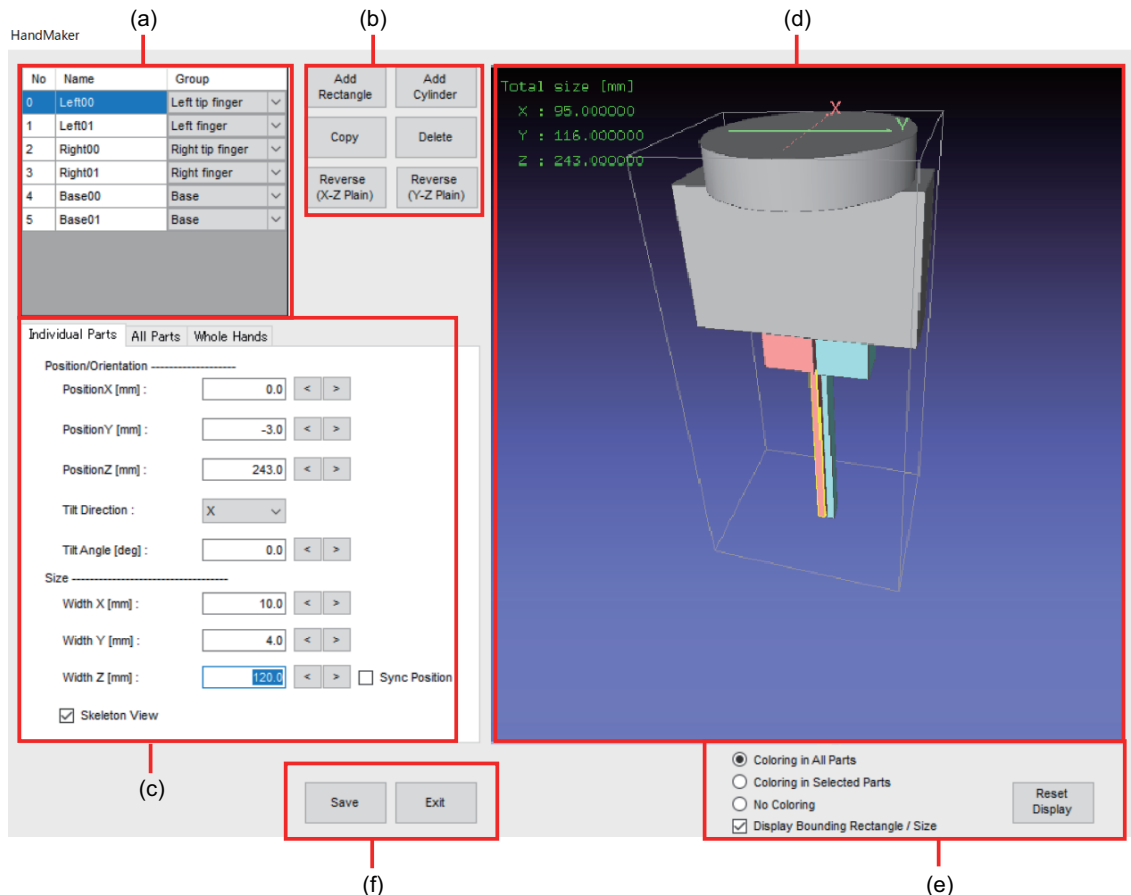 (a)
(b)
(d)
HandMaker
No Name Group
0 Left00 Left tip finger
1 Left01 Left finger
2 Right00 Right tip finger
3 Right01 Right finger
4 Base00 Base
5 Base01 Base
Add
Rectangle
Add
Cylinder
Copy
Delete
Reverse
(X-Z Plain)
Reverse
(Y-Z Plain)
Total size [mm]
X : 95.000000
Y : 116.000000
Z : 243.000000
X
Y
Individual Parts All Parts Whole Hands
Position/Orientation --------------------
PositionX [mm] : 0.0 < >
PositionY [mm] : -3.0 < >
PositionZ [mm] : 243.0 < >
Tilt Direction : X
Tilt Angle [deg] : 0.0 < >
Size -------------------------------------
Width X [mm] : 10.0 < >
Width Y [mm] : 4.0 < >
Width Z [mm] : 120.0 < > Sync Position
Skeleton View
Coloring in All Parts
Coloring in Selected Parts
No Coloring
Display Bounding Rectangle / Size
Reset
Display
Save
Exit
(c)
(f)
(e)